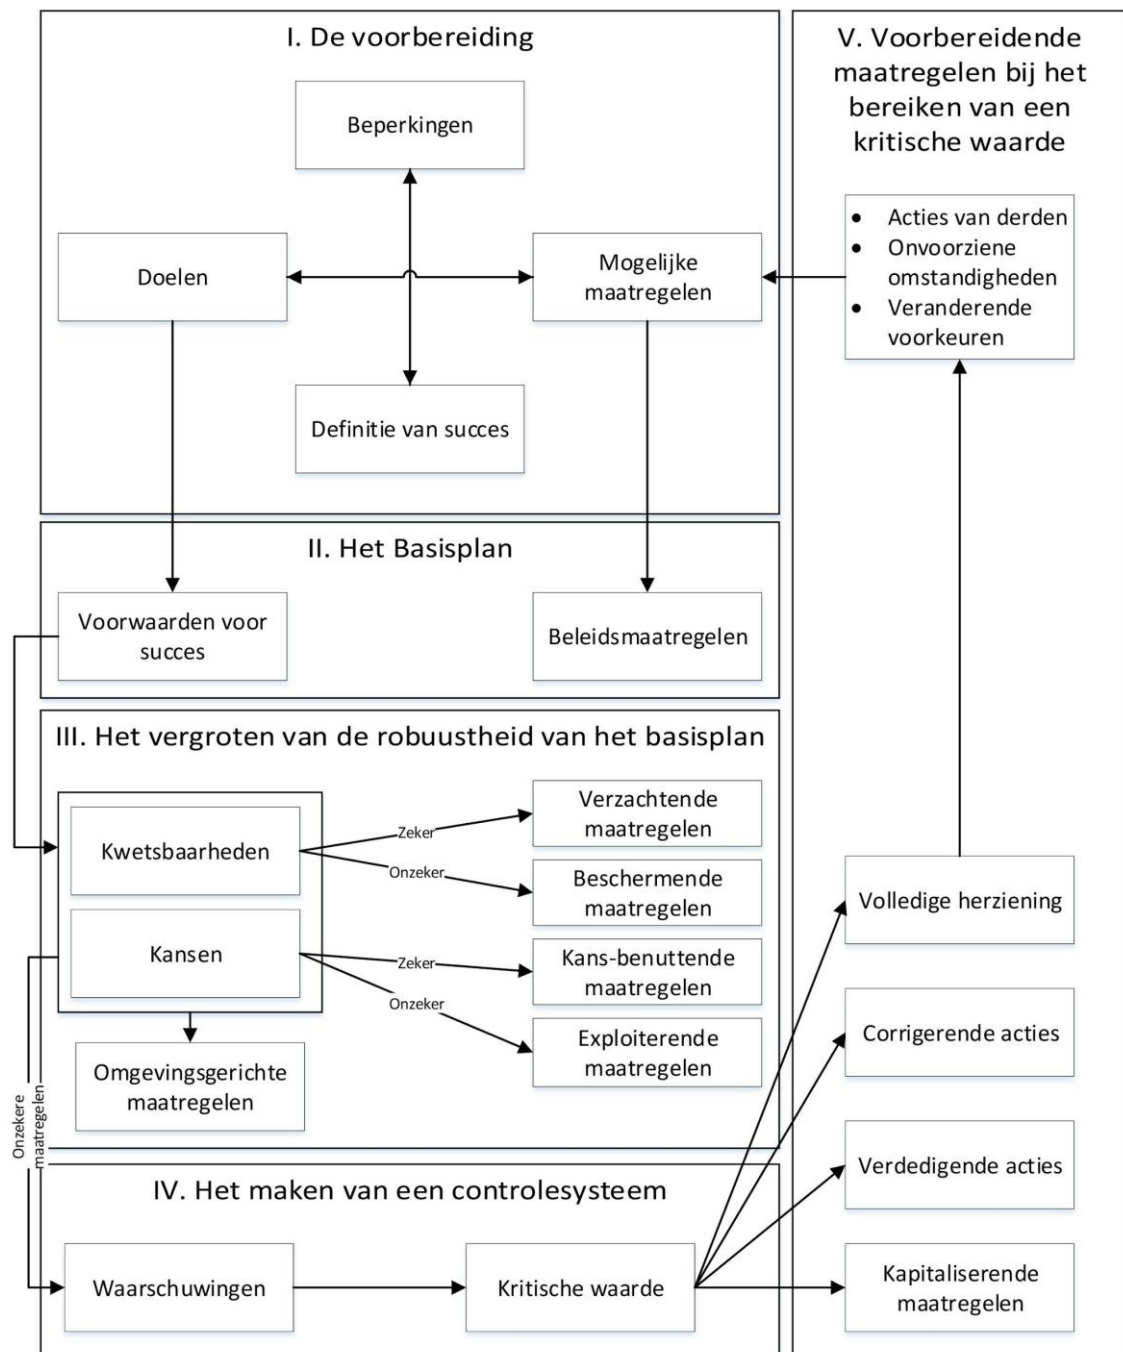 I. De voorbereiding
Beperkingen
Doelen
Mogelijke
maatregelen
Definitie van succes
II. Het Basisplan
Voorwaarden voor
succes
Beleidsmaatregelen
III. Het vergroten van de robuustheid van het basisplan
Kwetsbaarheden
Kansen
Zeker
Onzeker
Zeker
Onzeker
Verzachtende
maatregelen
Beschermende
maatregelen
Kans-benuttende
maatregelen
Exploiterende
maatregelen
Omgevingsgerichte
maatregelen
Onzekere
maatregelen
IV. Het maken van een controlesysteem
Waarschuwingen
Kritische waarde
V. Voorbereidende
maatregelen bij het
bereiken van een
kritische waarde
• Acties van derden
• Onvoorziene
omstandigheden
• Veranderende
voorkeuren
Volledige herziening
Corrigerende acties
Verdedigende acties
Kapitaliserende
maatregelen